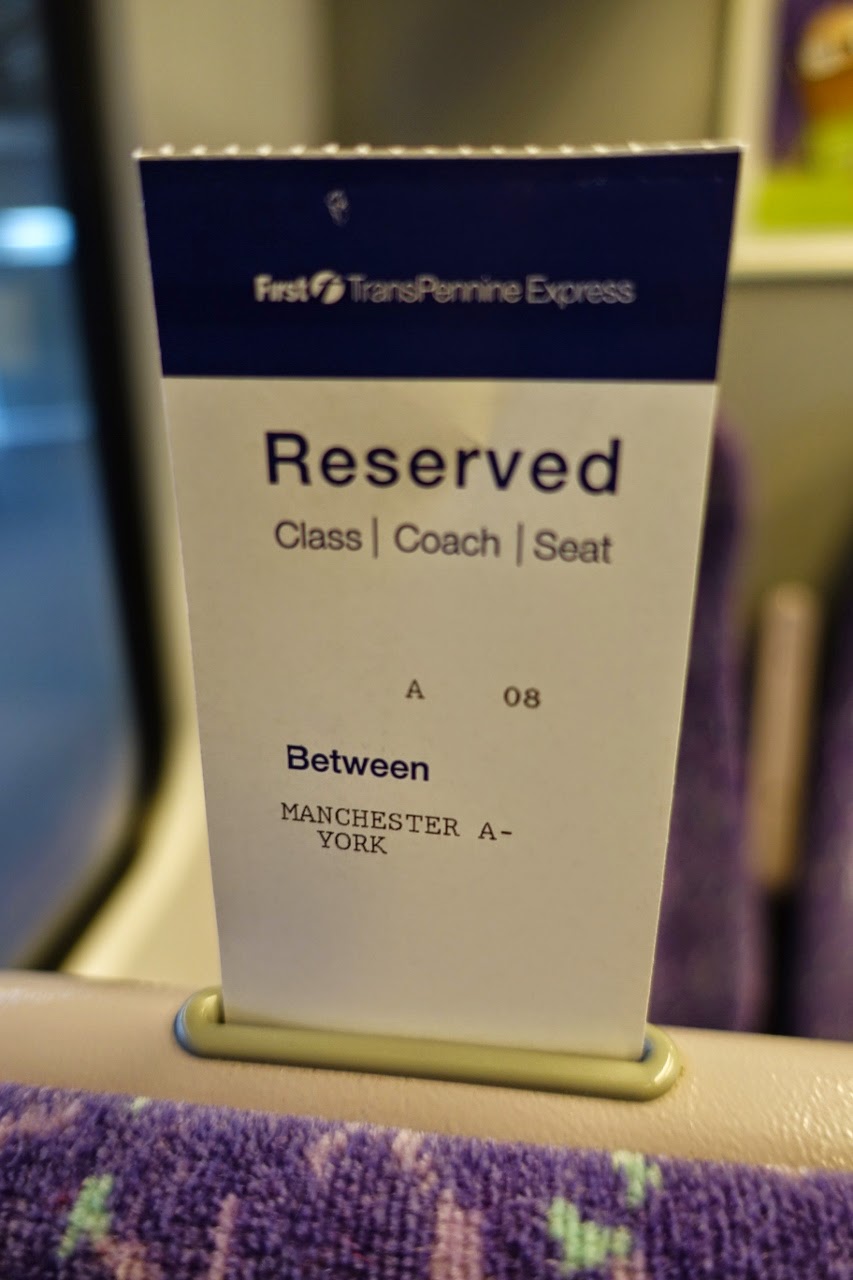 First TransPennine Express
Reserved
Class | Coach | Seat
A 08
Between
MANCHESTER A-
YORK